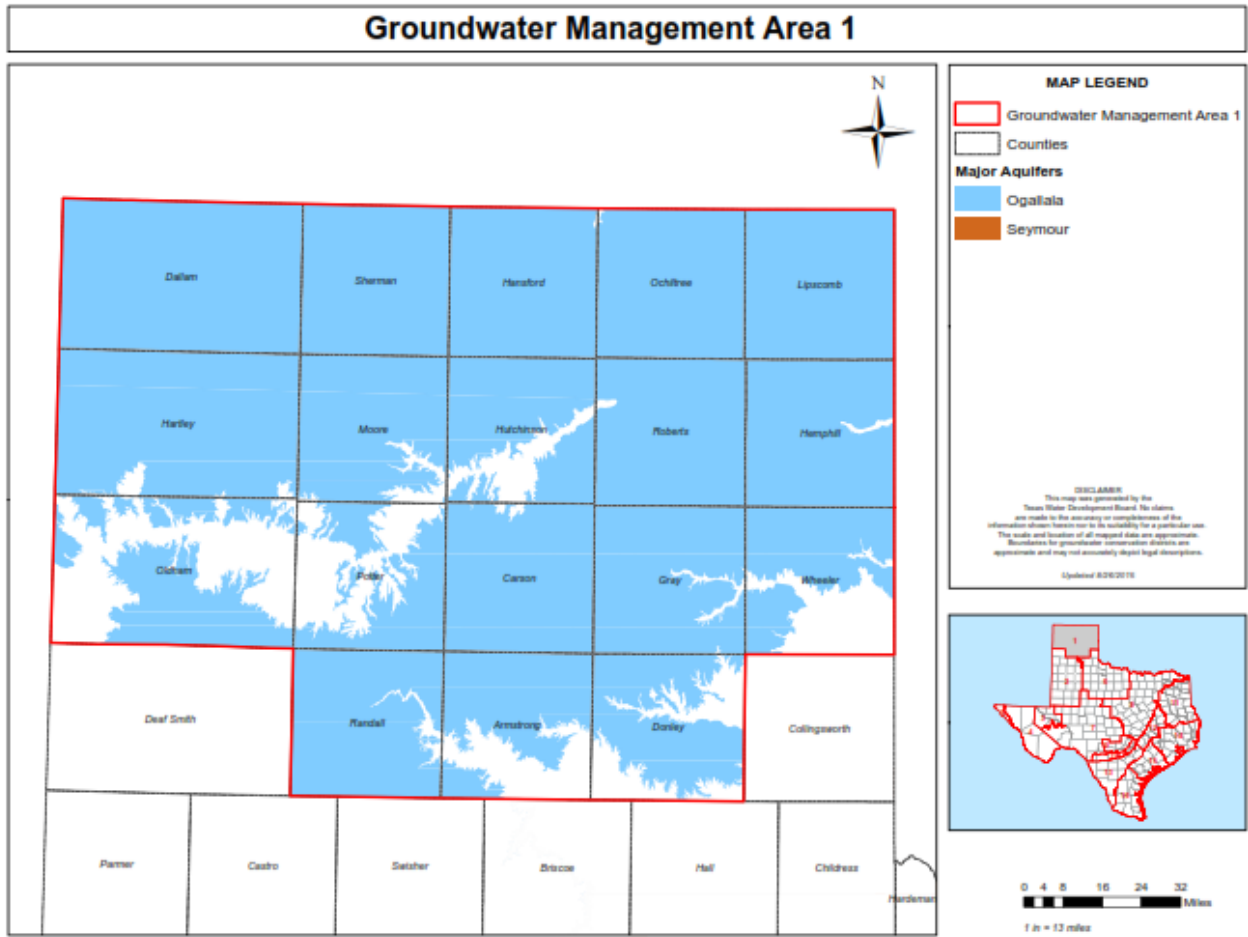 Groundwater Management Area 1
N
MAP LEGEND
Groundwater Management Area 1
Counties
Major Aquifers
Ogallala
Seymour
Dallam
Sherman
Hansford
Ochiltree
Lipscomb
Hartley
Moore
Hutchinson
Roberts
Hemphill
Oldham
Potter
Carson
Gray
Wheeler
Deaf Smith
Randall
Armstrong
Donley
Collingsworth
Parmer
Castro
Swisher
Briscoe
Hall
Childress
Hardeman
DISCLAIMER
This map was generated by the
Texas Water Development Board. No claims
are made to the accuracy or completeness of the
information shown herein nor to its suitability for a particular use.
The scale and location of all mapped data are approximate.
Boundaries for groundwater conservation districts are
approximate and may not accurately depict legal descriptions.
1
2
0 4 8 16 24 32
Miles
1 in = 13 miles